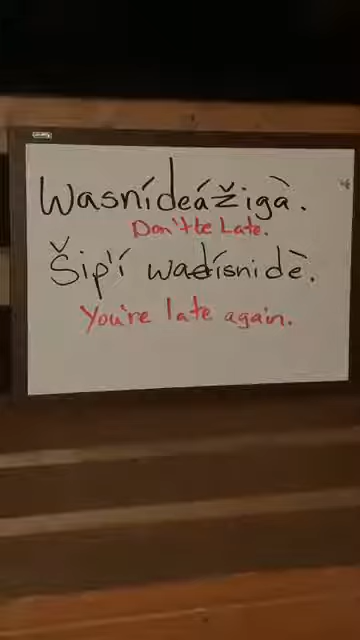 Wasnídeážigà.
Don't be Late.
Šip'í wadísnidè.
You're late again.